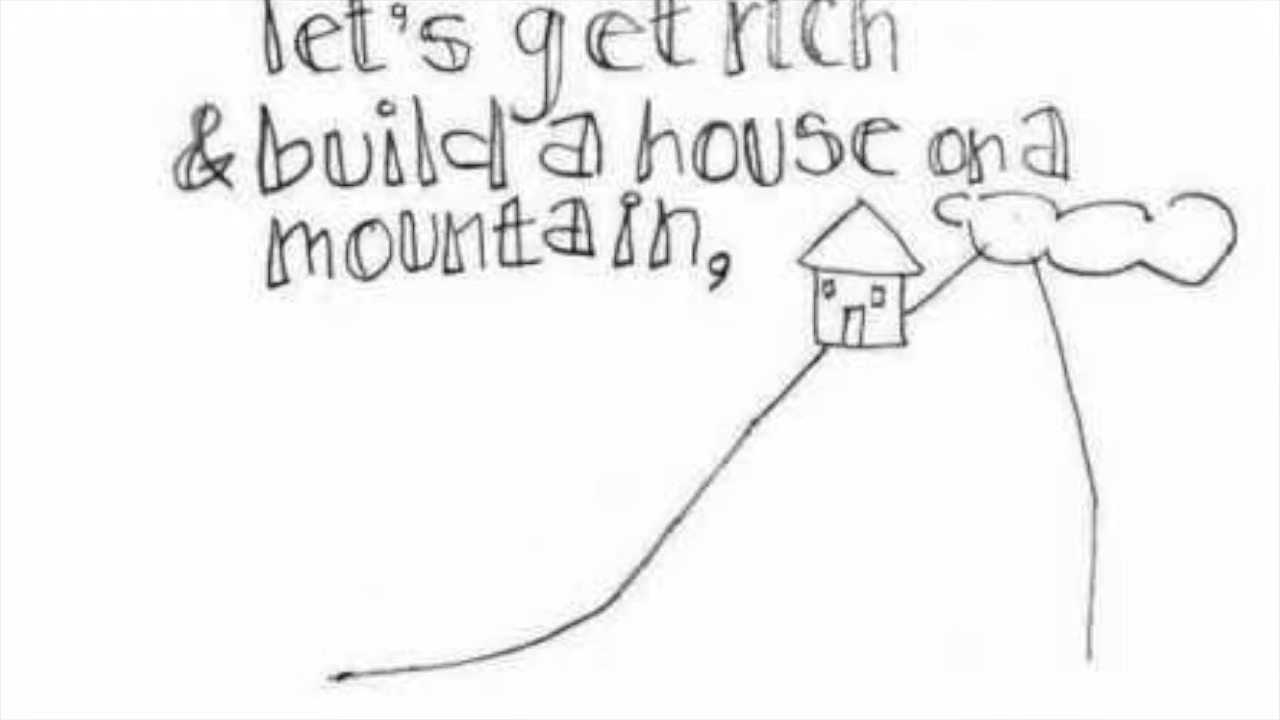 let's get rich
& build a house on a
mountain,